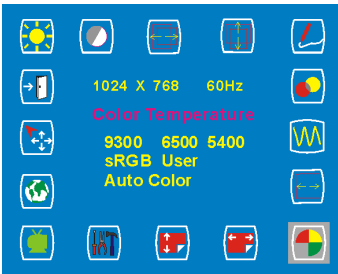 1024 X 768 60Hz
Color Temperature
9300 6500 5400
sRGB User
Auto Color